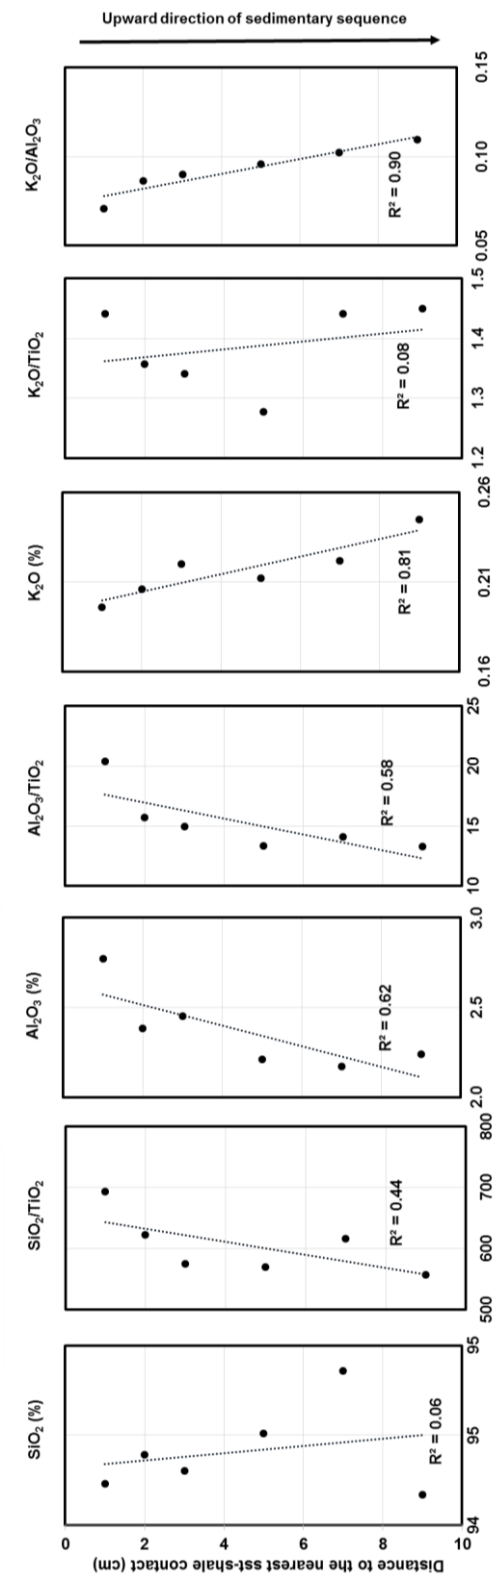 Upward direction of sedimentary sequence
K₂O/Al₂O₃
0.05 0.10 0.15
R² = 0.90
K₂O/TiO₂
1.2 1.3 1.4 1.5
R² = 0.08
K₂O (%)
0.16 0.21 0.26
R² = 0.81
Al₂O₃/TiO₂
10 15 20 25
R² = 0.58
Al₂O₃ (%)
2.0 2.5 3.0
R² = 0.62
SiO₂/TiO₂
500 600 700 800
R² = 0.44
SiO₂ (%)
94 95 95
R² = 0.06
0 2 4 6 8 10
Distance to the nearest sst-shale contact (cm)